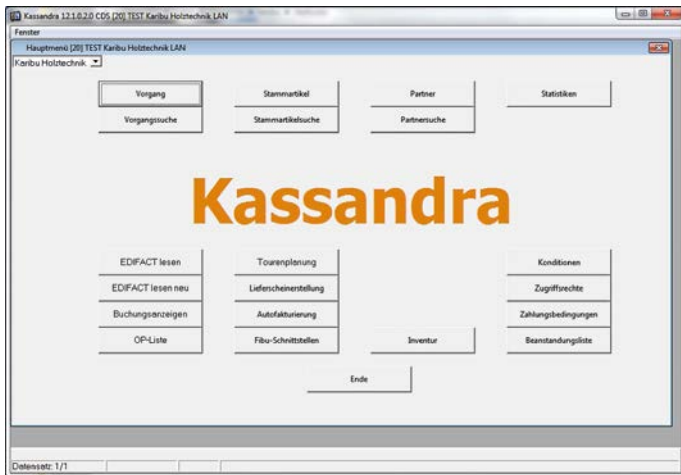 Kassandra 12.1.0.2.0 CDS [20] TEST Karibu Holztechnik LAN
Fenster
Hauptmenü [20] TEST Karibu Holztechnik LAN
Karibu Holztechnik
Vorgang Stammartikel Partner Statistiken
Vorgangssuche Stammartikelsuche Partnersuche
Kassandra
EDIFACT lesen Tourenplanung Konditionen
EDIFACT lesen neu Lieferscheinerstellung Zugriffsrechte
Buchungsanzeigen Autofakturierung Zahlungsbedingungen
OP-Liste Fibu-Schnittstellen Inventur Beanstandungsliste
Ende
Datensatz: 1/1